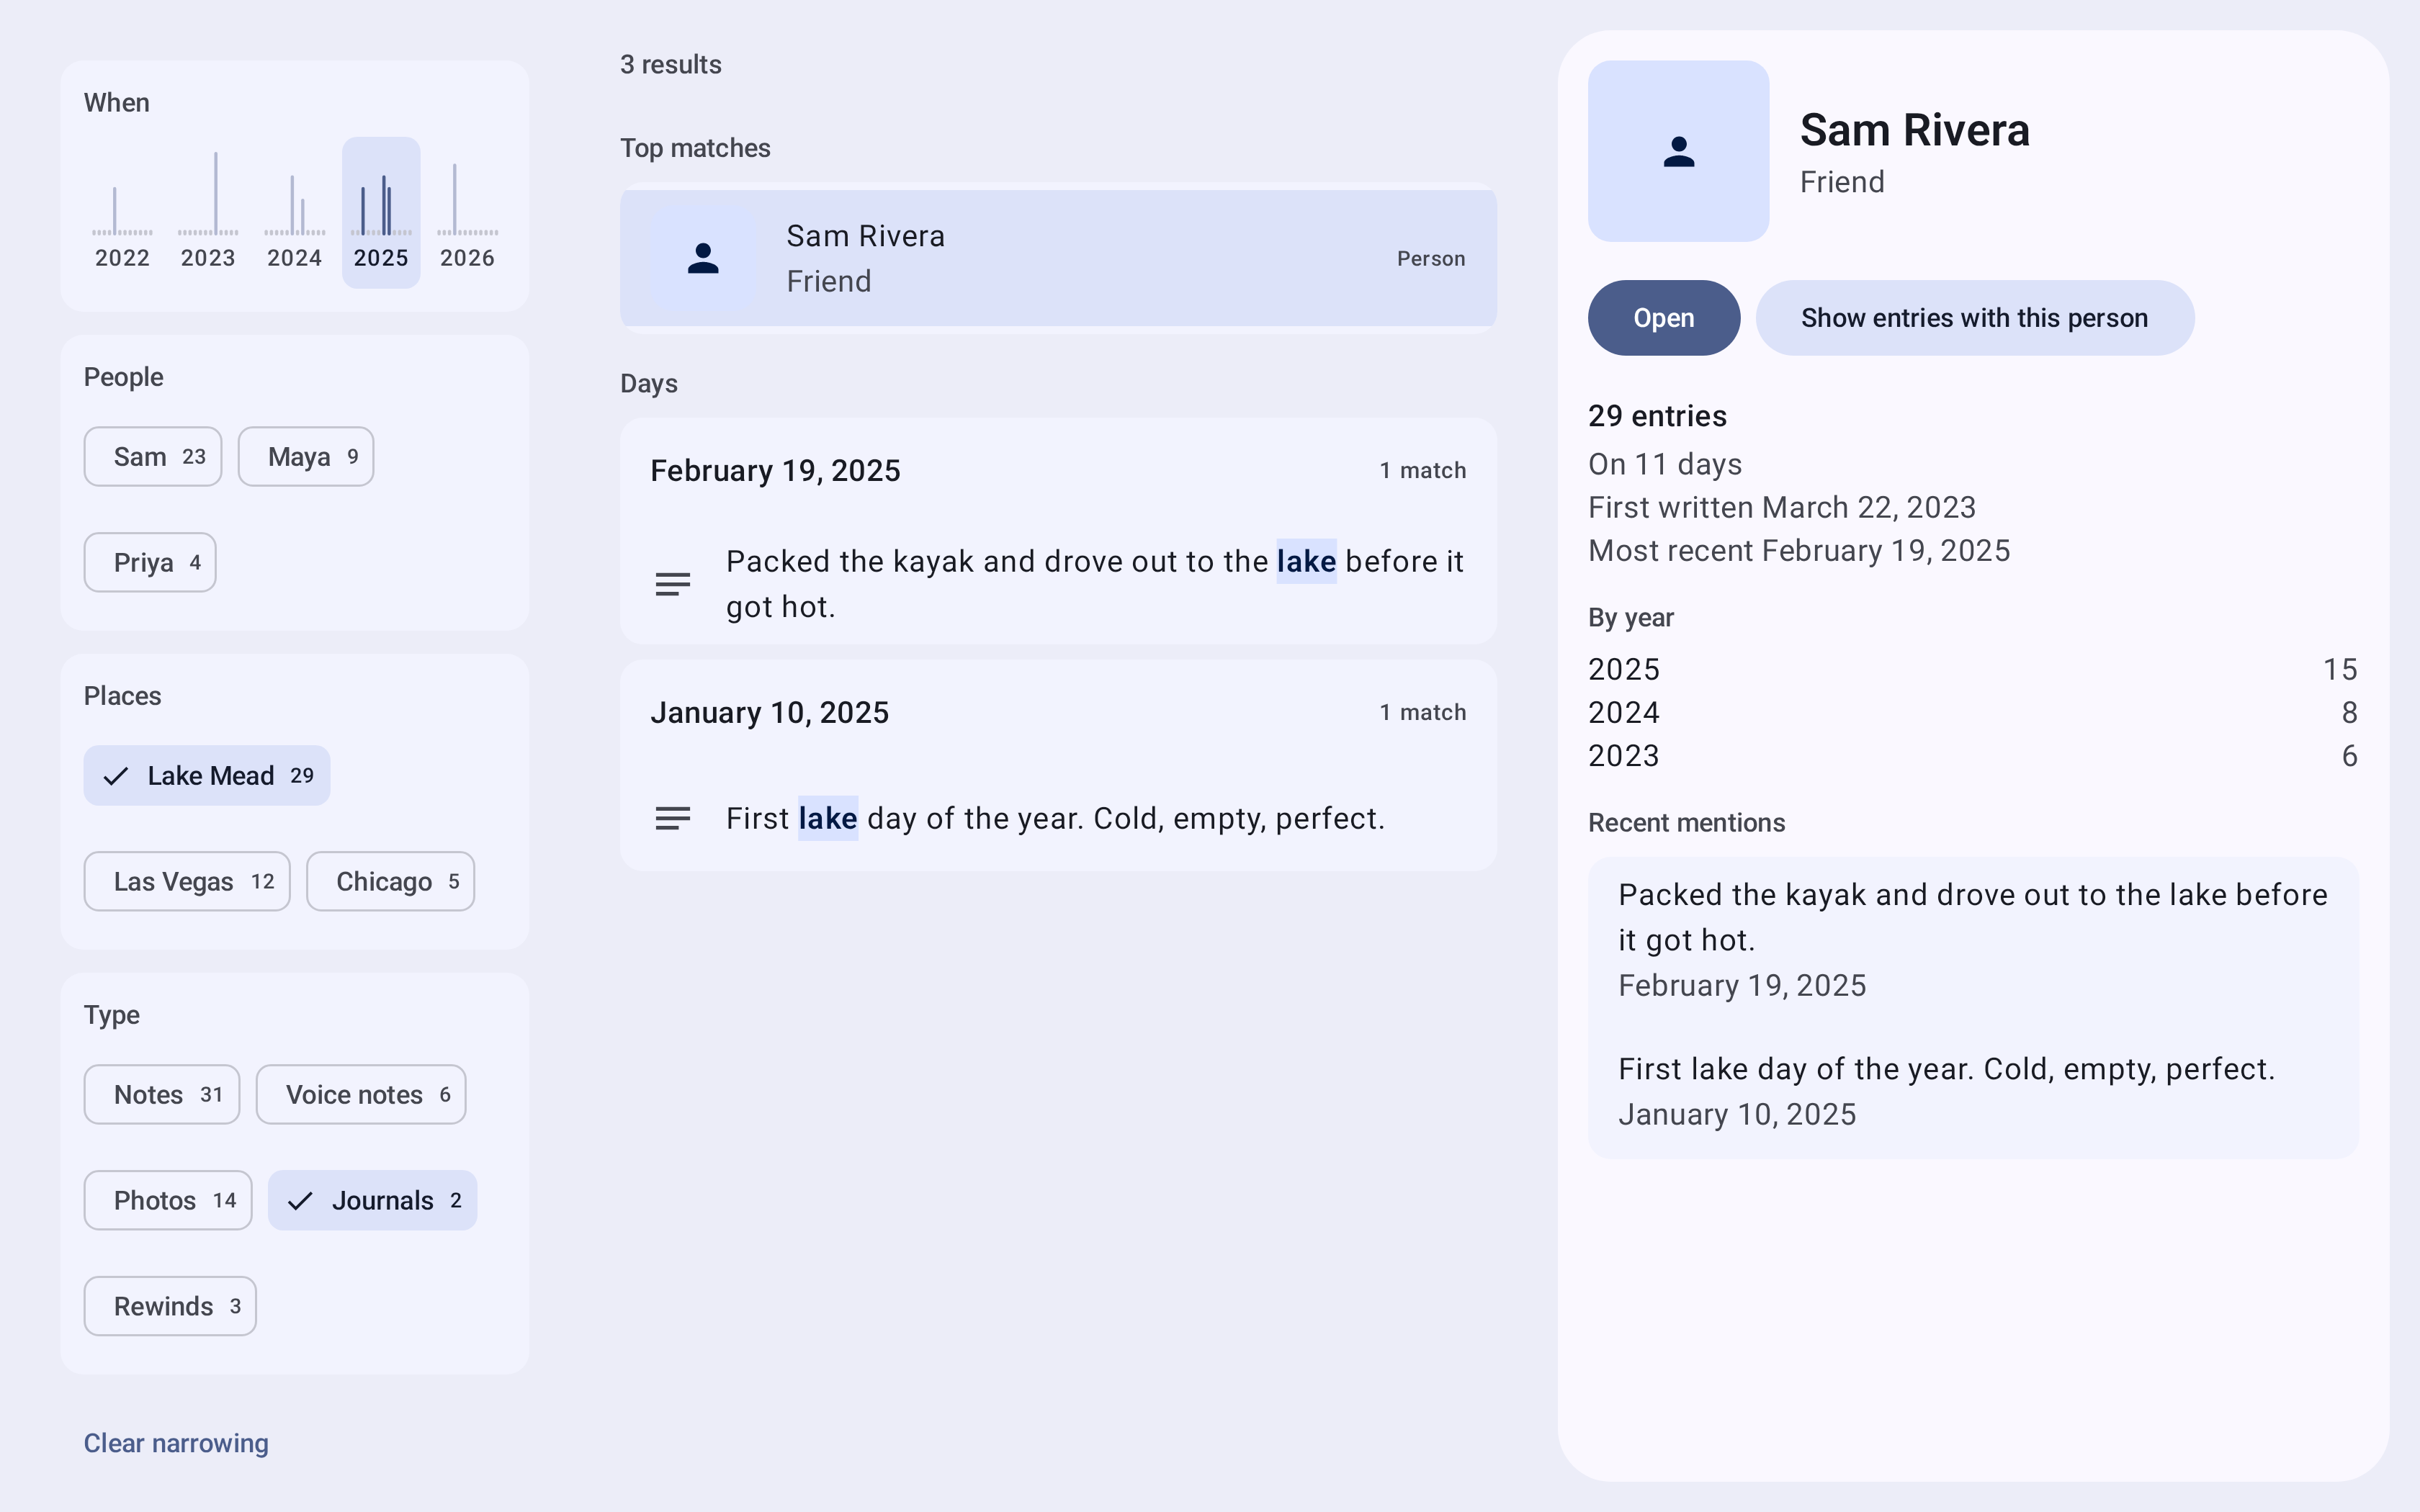 When
2022 2023 2024 2025 2026
People
Sam 23 Maya 9
Priya 4
Places
Lake Mead 29
Las Vegas 12 Chicago 5
Type
Notes 31 Voice notes 6
Photos 14 Journals 2
Rewinds 3
Clear narrowing
3 results
Top matches
Sam Rivera
Friend
Person
Days
February 19, 2025 1 match
Packed the kayak and drove out to the lake before it
got hot.
January 10, 2025 1 match
First lake day of the year. Cold, empty, perfect.
Sam Rivera
Friend
Open Show entries with this person
29 entries
On 11 days
First written March 22, 2023
Most recent February 19, 2025
By year
2025 15
2024 8
2023 6
Recent mentions
Packed the kayak and drove out to the lake before
it got hot.
February 19, 2025
First lake day of the year. Cold, empty, perfect.
January 10, 2025